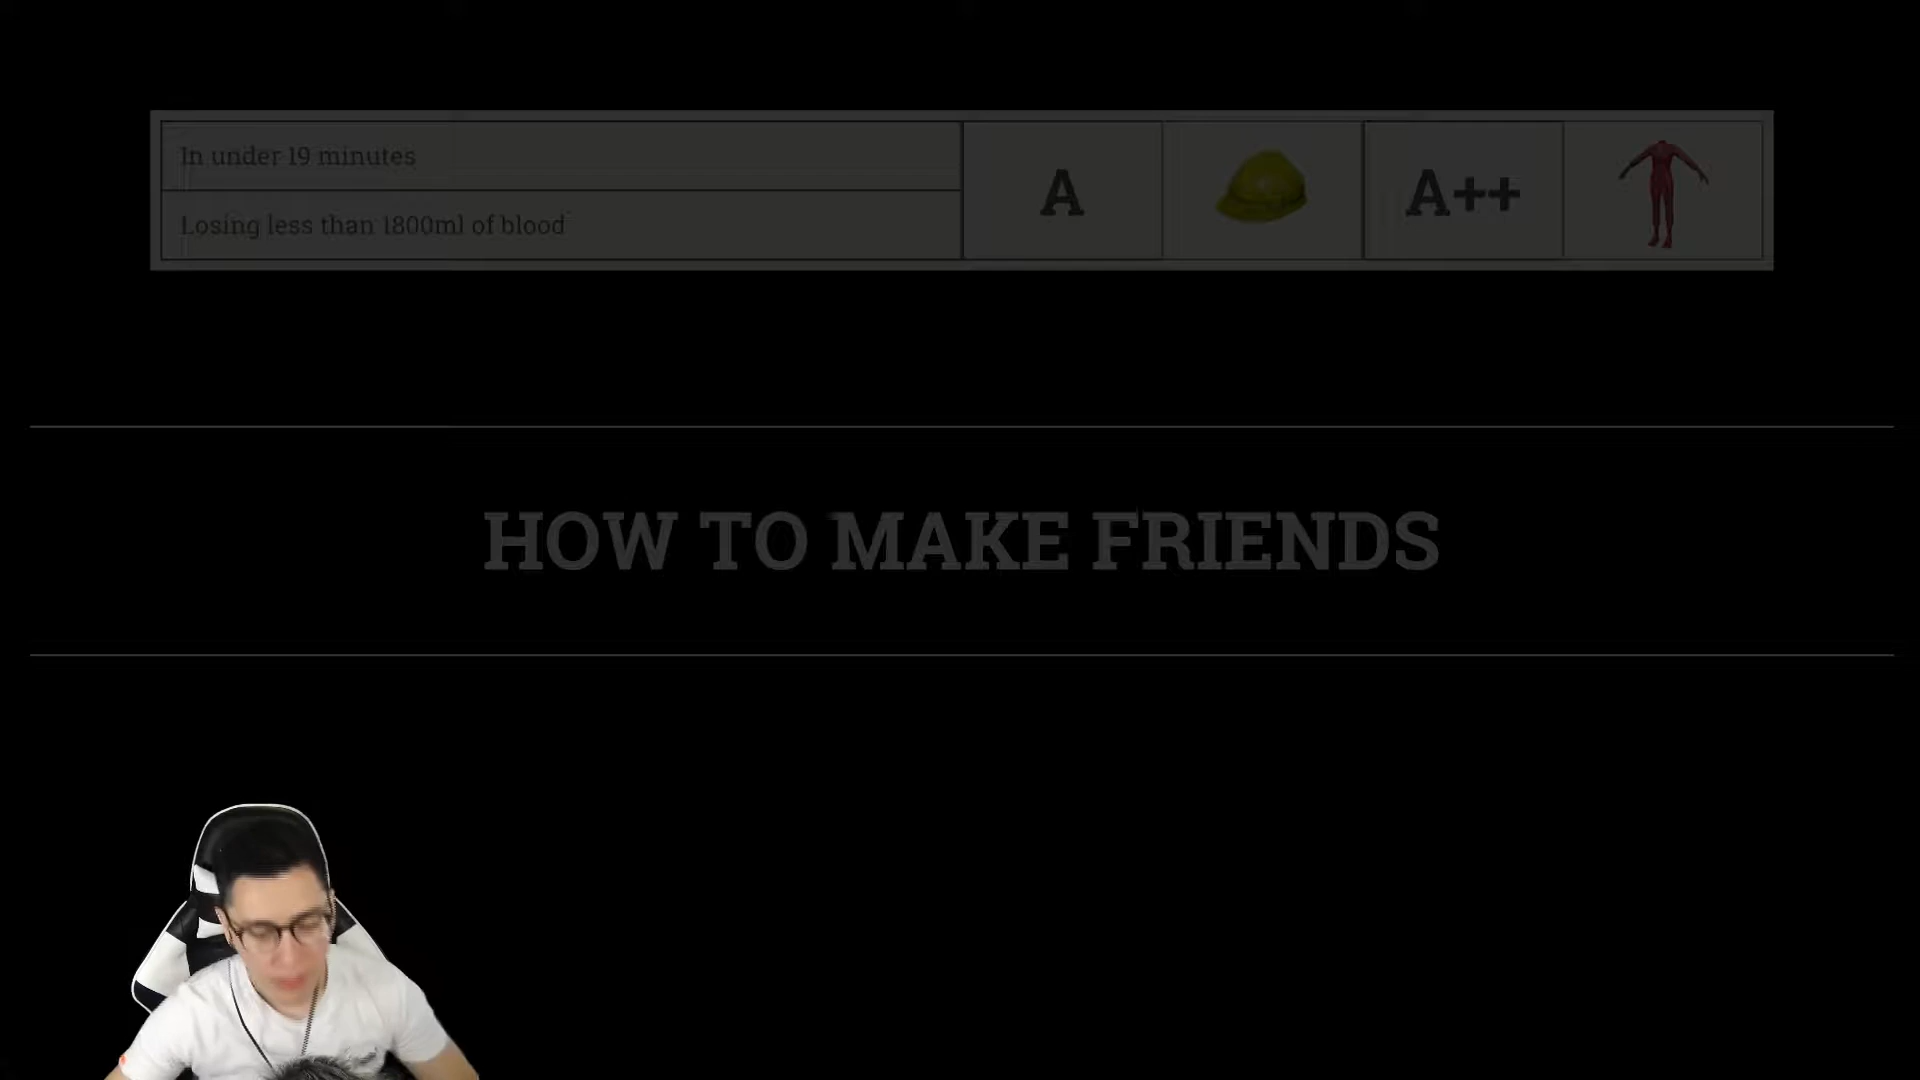 In under 19 minutes
Losing less than 1800ml of blood
A
A++
HOW TO MAKE FRIENDS